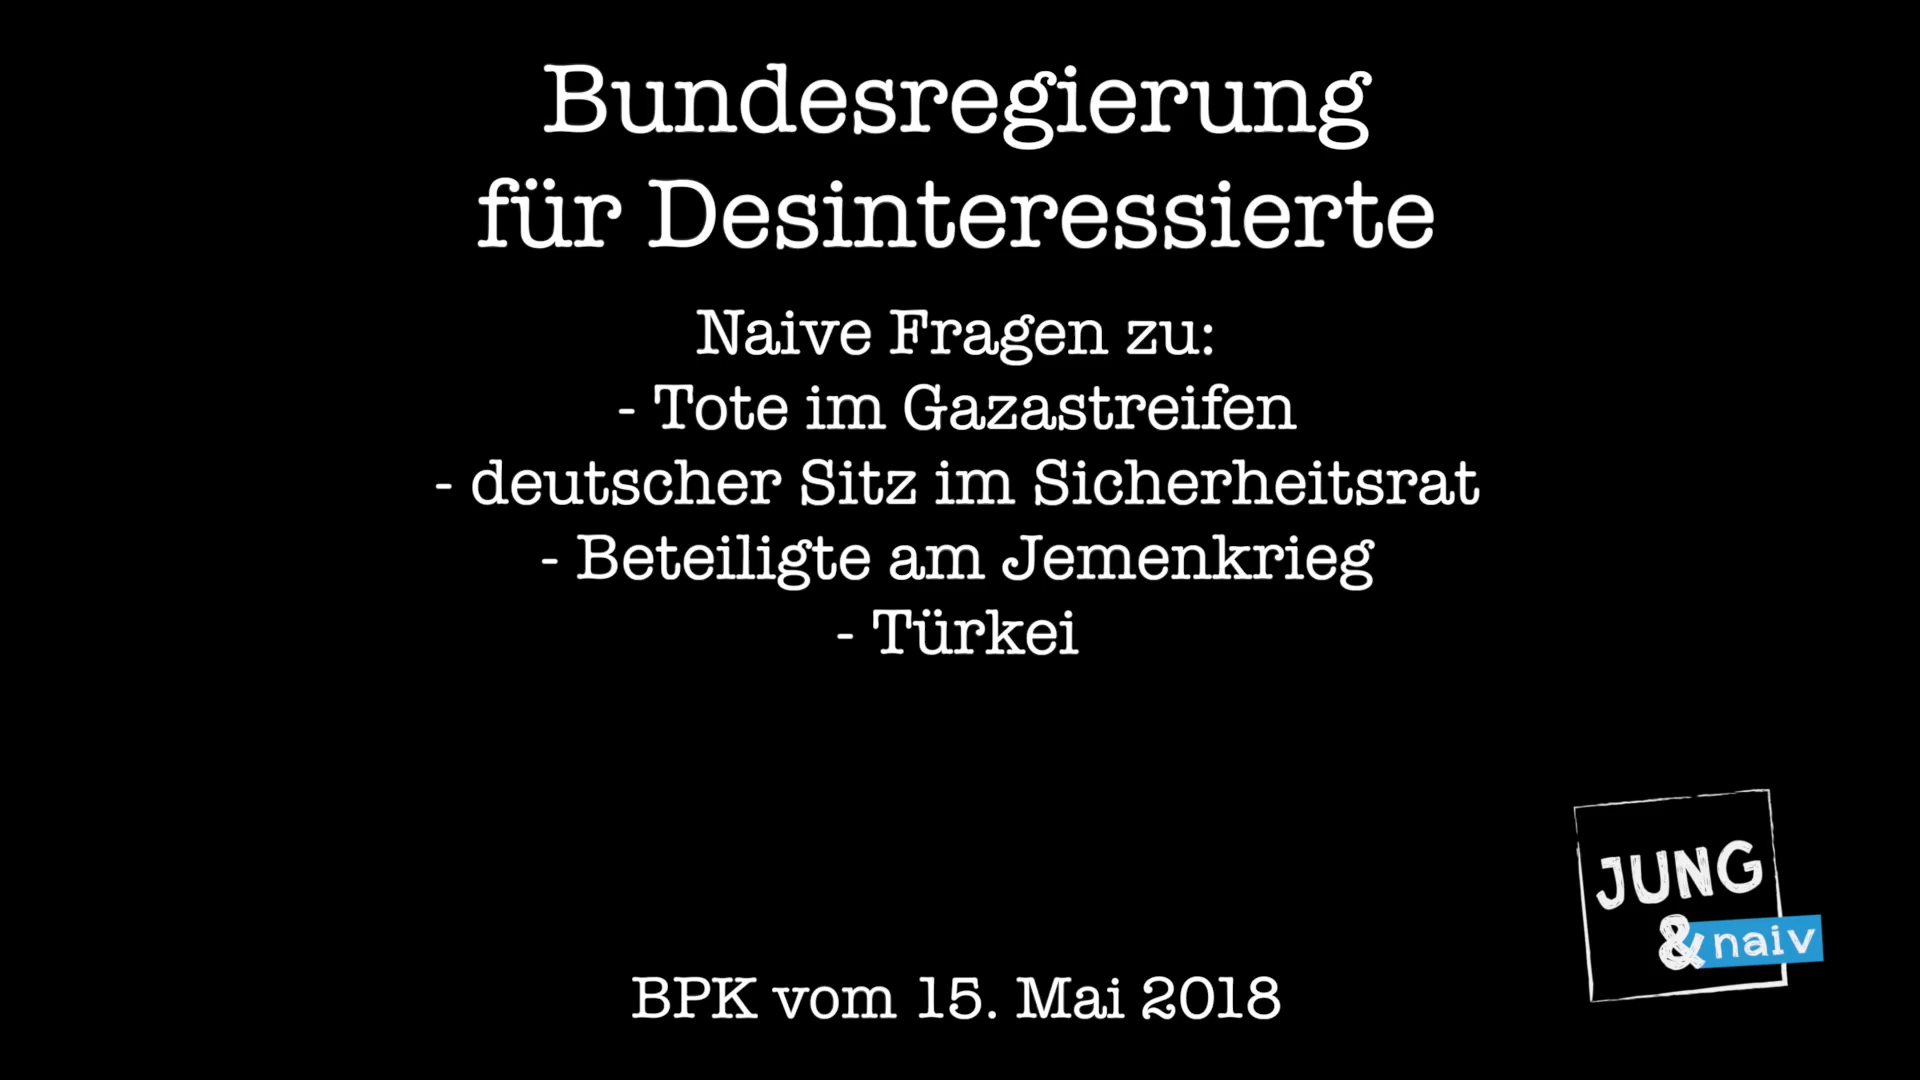 Bundesregierung
für Desinteressierte
Naive Fragen zu:
- Tote im Gazastreifen
- deutscher Sitz im Sicherheitsrat
- Beteiligte am Jemenkrieg
- Türkei
JUNG
&naiv
BPK vom 15. Mai 2018